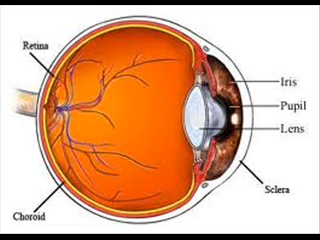 Retina
Iris
Pupil
Lens
Sclera
Choroid